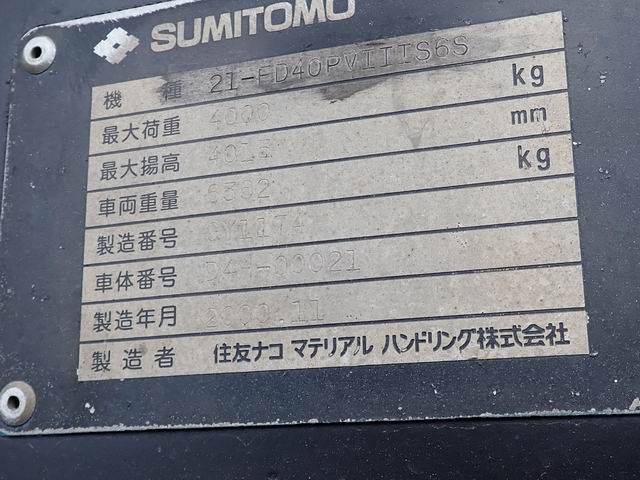 SUMITOMO
機 種 21-FD40PVIIIS6S
最大荷重 4000 kg
最大揚高 mm
車両重量 6382 kg
製造番号
車体番号
製造年月
製造者 住友ナコ マテリアル ハンドリング株式会社